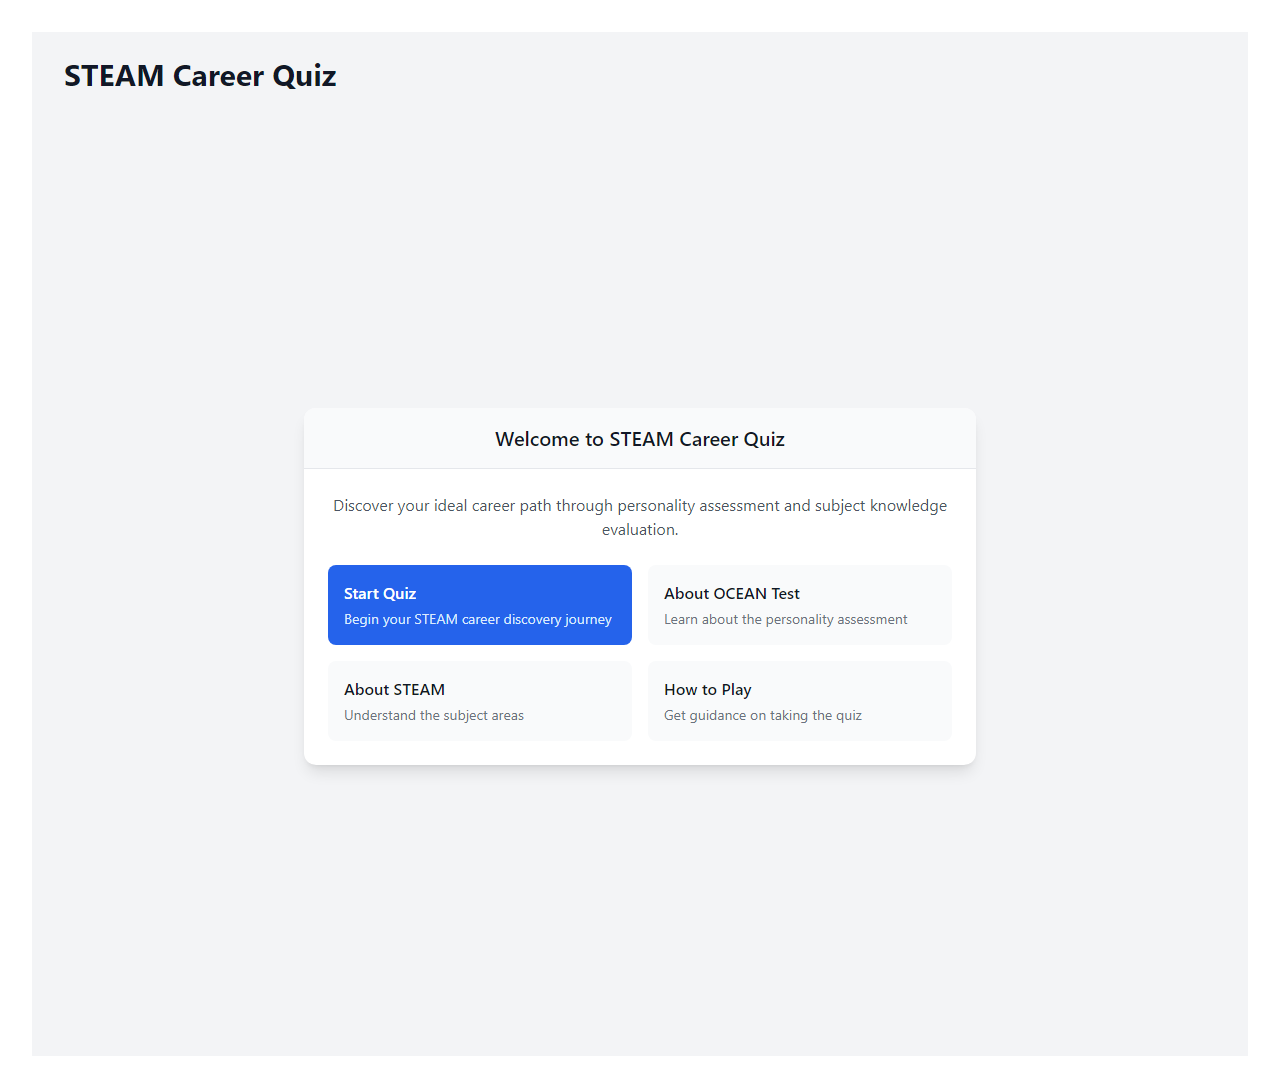 STEAM Career Quiz
Welcome to STEAM Career Quiz
Discover your ideal career path through personality assessment and subject knowledge
evaluation.
Start Quiz
Begin your STEAM career discovery journey
About OCEAN Test
Learn about the personality assessment
About STEAM
Understand the subject areas
How to Play
Get guidance on taking the quiz